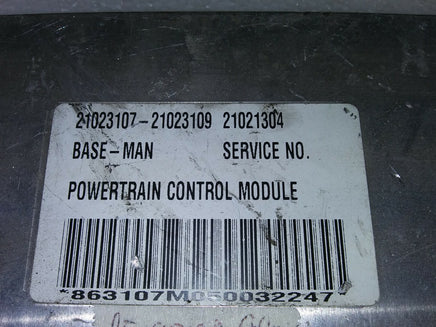 21023107-21023109 21021304
BASE-MAN SERVICE NO.
POWERTRAIN CONTROL MODULE
*863107M050032247*